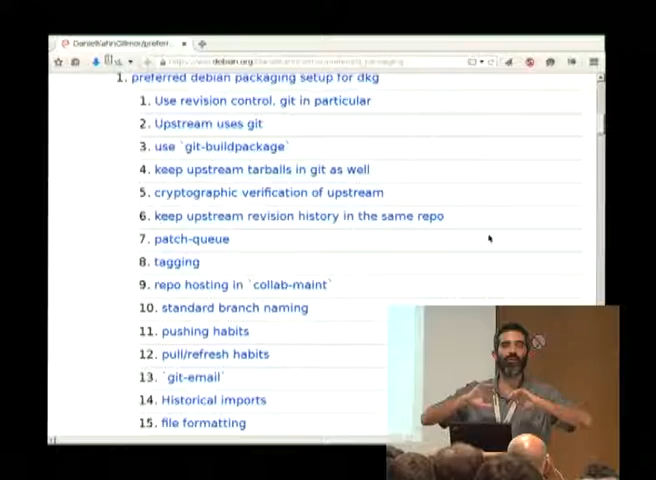 DanielKahnGillmor/preferr...
debian.org
1. preferred debian packaging setup for dkg
1. Use revision control, git in particular
2. Upstream uses git
3. use `git-buildpackage`
4. keep upstream tarballs in git as well
5. cryptographic verification of upstream
6. keep upstream revision history in the same repo
7. patch-queue
8. tagging
9. repo hosting in `collab-maint`
10. standard branch naming
11. pushing habits
12. pull/refresh habits
13. `git-email`
14. Historical imports
15. file formatting